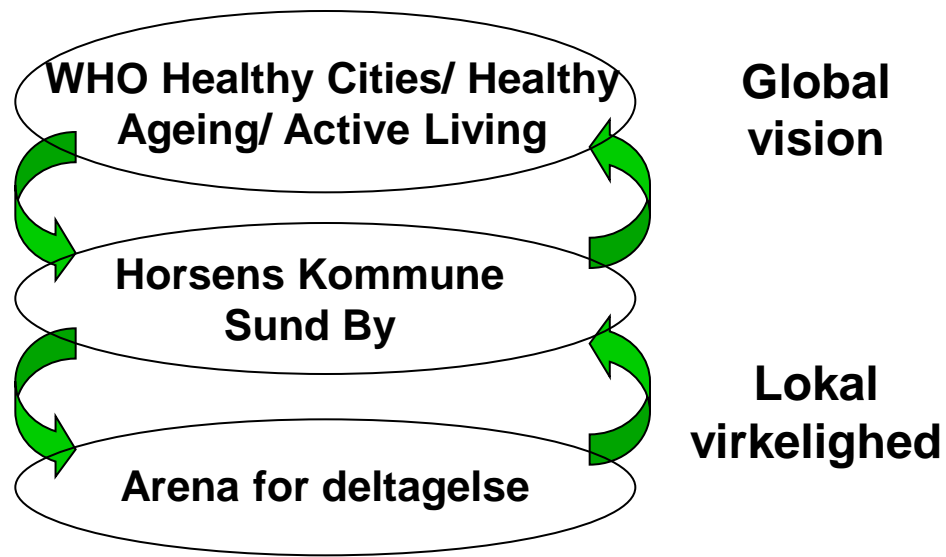 WHO Healthy Cities/ Healthy
Ageing/ Active Living
Global
vision
Horsens Kommune
Sund By
Lokal
virkelighed
Arena for deltagelse